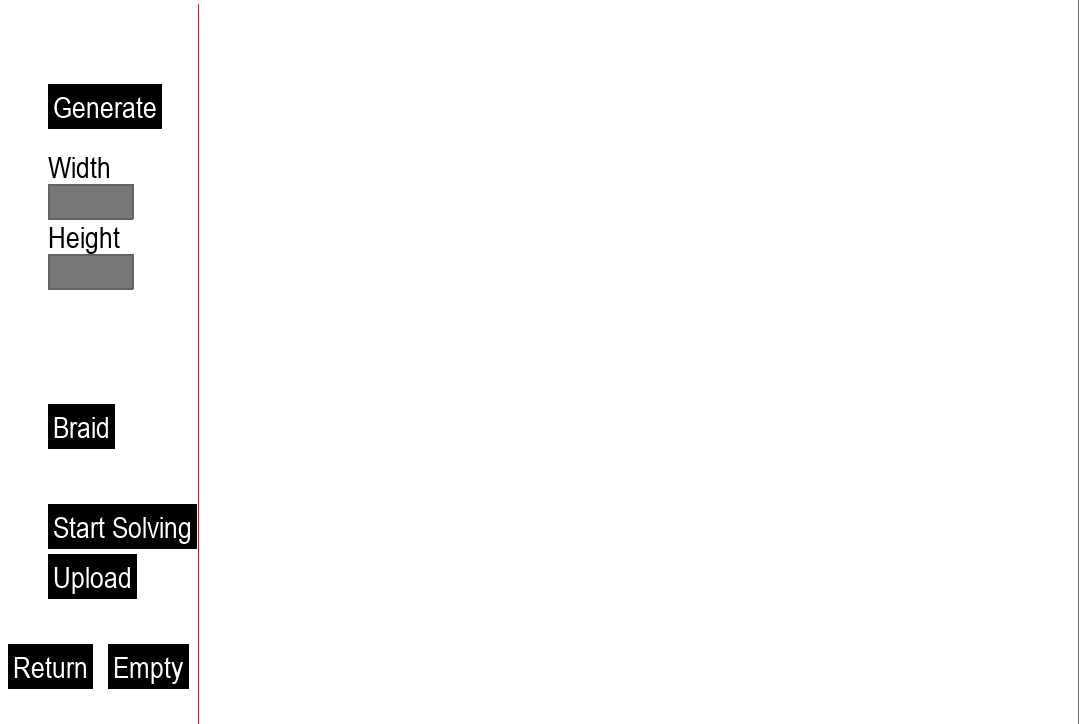 Generate
Width
Height
Braid
Start Solving
Upload
Return Empty